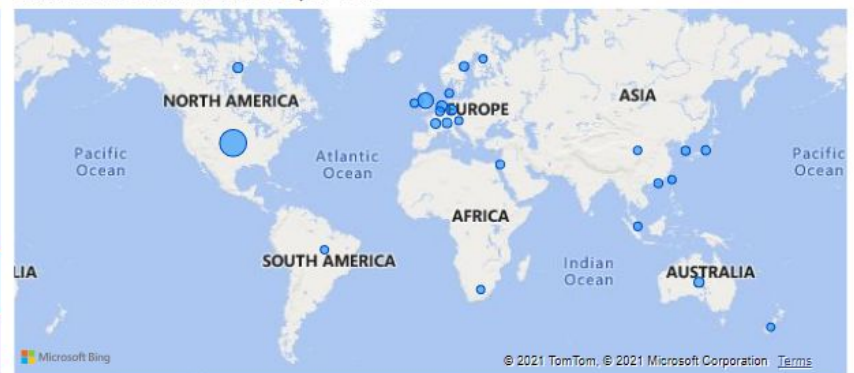 NORTH AMERICA
EUROPE
ASIA
Pacific
Ocean
Atlantic
Ocean
Pacific
Ocean
AFRICA
SOUTH AMERICA
Indian
Ocean
AUSTRALIA
LIA
Microsoft Bing
© 2021 TomTom, © 2021 Microsoft Corporation Terms